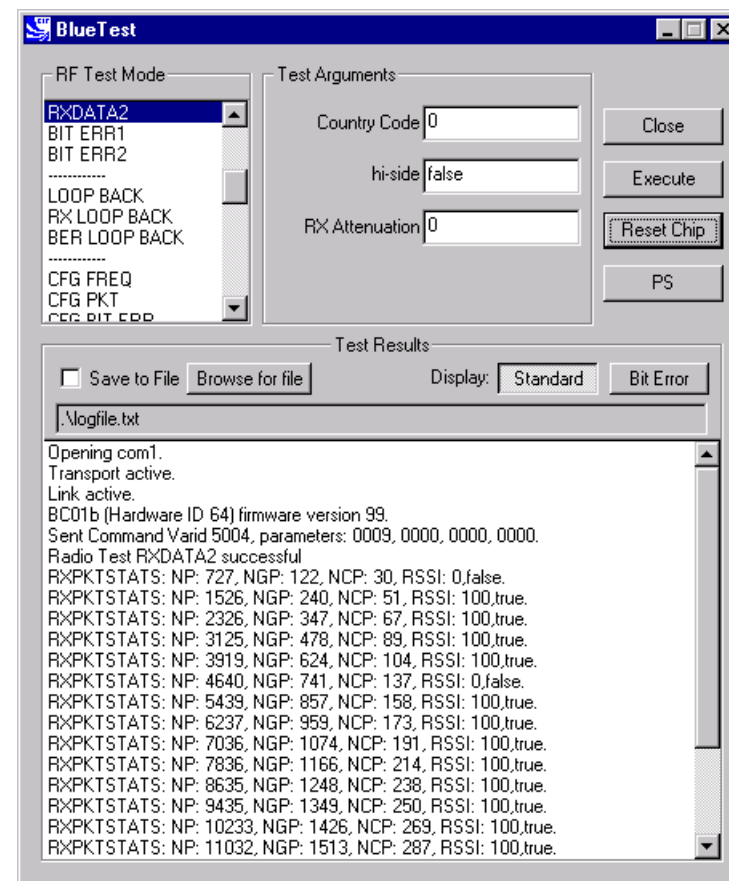 BlueTest
RF Test Mode
RXDATA2
BIT ERR1
BIT ERR2
------------
LOOP BACK
RX LOOP BACK
BER LOOP BACK
------------
CFG FREQ
CFG PKT
CFG BIT ERR
Test Arguments
Country Code 0
hi-side false
RX Attenuation 0
Close
Execute
Reset Chip
PS
Test Results
Save to File Browse for file Display: Standard Bit Error
.\logfile.txt
Opening com1.
Transport active.
Link active.
BC01b (Hardware ID 64) firmware version 99.
Sent Command Varid 5004, parameters: 0009, 0000, 0000, 0000.
Radio Test RXDATA2 successful
RXPKTSTATS: NP: 727, NGP: 122, NCP: 30, RSSI: 0,false.
RXPKTSTATS: NP: 1526, NGP: 240, NCP: 51, RSSI: 100,true.
RXPKTSTATS: NP: 2326, NGP: 347, NCP: 67, RSSI: 100,true.
RXPKTSTATS: NP: 3125, NGP: 478, NCP: 89, RSSI: 100,true.
RXPKTSTATS: NP: 3919, NGP: 624, NCP: 104, RSSI: 100,true.
RXPKTSTATS: NP: 4640, NGP: 741, NCP: 137, RSSI: 0,false.
RXPKTSTATS: NP: 5439, NGP: 857, NCP: 158, RSSI: 100,true.
RXPKTSTATS: NP: 6237, NGP: 959, NCP: 173, RSSI: 100,true.
RXPKTSTATS: NP: 7036, NGP: 1074, NCP: 191, RSSI: 100,true.
RXPKTSTATS: NP: 7836, NGP: 1166, NCP: 214, RSSI: 100,true.
RXPKTSTATS: NP: 8635, NGP: 1248, NCP: 238, RSSI: 100,true.
RXPKTSTATS: NP: 9435, NGP: 1349, NCP: 250, RSSI: 100,true.
RXPKTSTATS: NP: 10233, NGP: 1426, NCP: 269, RSSI: 100,true.
RXPKTSTATS: NP: 11032, NGP: 1513, NCP: 287, RSSI: 100,true.